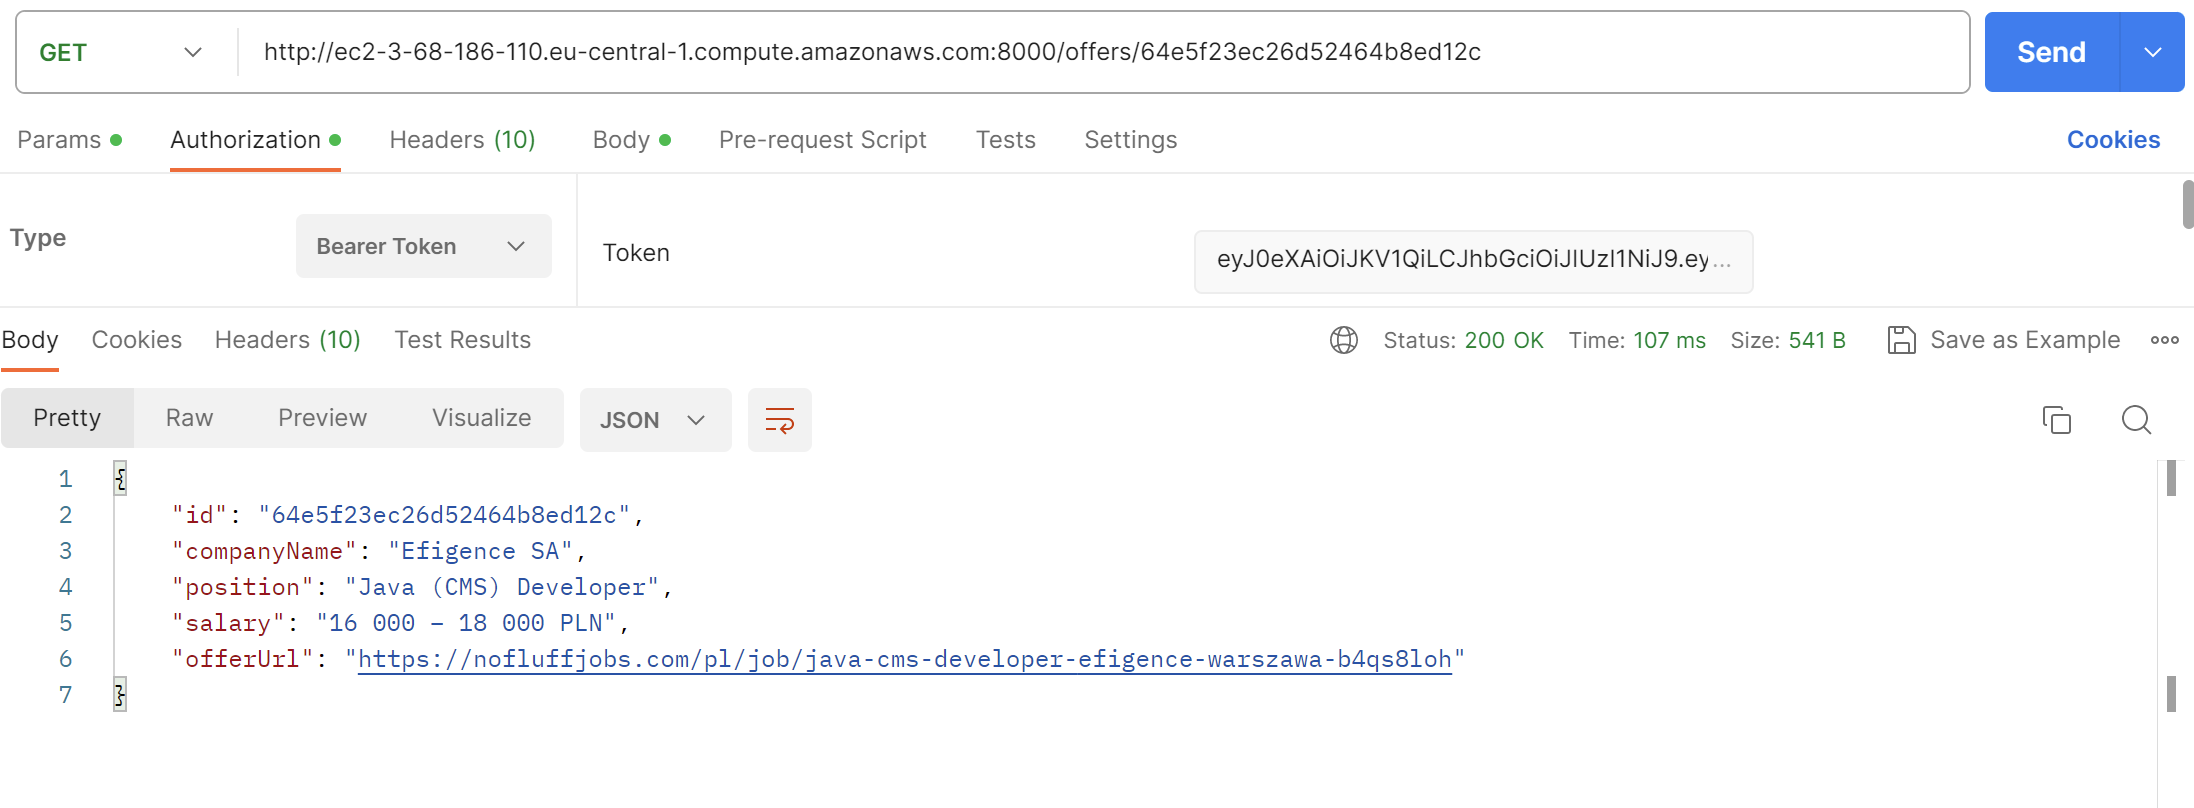 GET http://ec2-3-68-186-110.eu-central-1.compute.amazonaws.com:8000/offers/64e5f23ec26d52464b8ed12c Send
Params Authorization Headers (10) Body Pre-request Script Tests Settings Cookies
Type Bearer Token Token eyJ0eXAiOiJKV1QiLCJhbGciOiJIUzI1NiJ9.ey...
Body Cookies Headers (10) Test Results Status: 200 OK Time: 107 ms Size: 541 B Save as Example
Pretty Raw Preview Visualize JSON
1 {
2 "id": "64e5f23ec26d52464b8ed12c",
3 "companyName": "Efigence SA",
4 "position": "Java (CMS) Developer",
5 "salary": "16 000 – 18 000 PLN",
6 "offerUrl": "https://nofluffjobs.com/pl/job/java-cms-developer-efigence-warszawa-b4qs8loh"
7 }